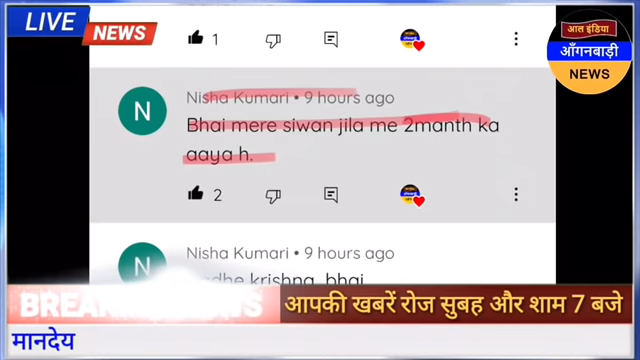 LIVE
NEWS
1
आल इंडिया
आँगनबाड़ी
NEWS
N
Nisha Kumari • 9 hours ago
Bhai mere siwan jila me 2manth ka
aaya h.
2
N
Nisha Kumari • 9 hours ago
krishna bhai
आपकी खबरें रोज सुबह और शाम 7 बजे
मानदेय